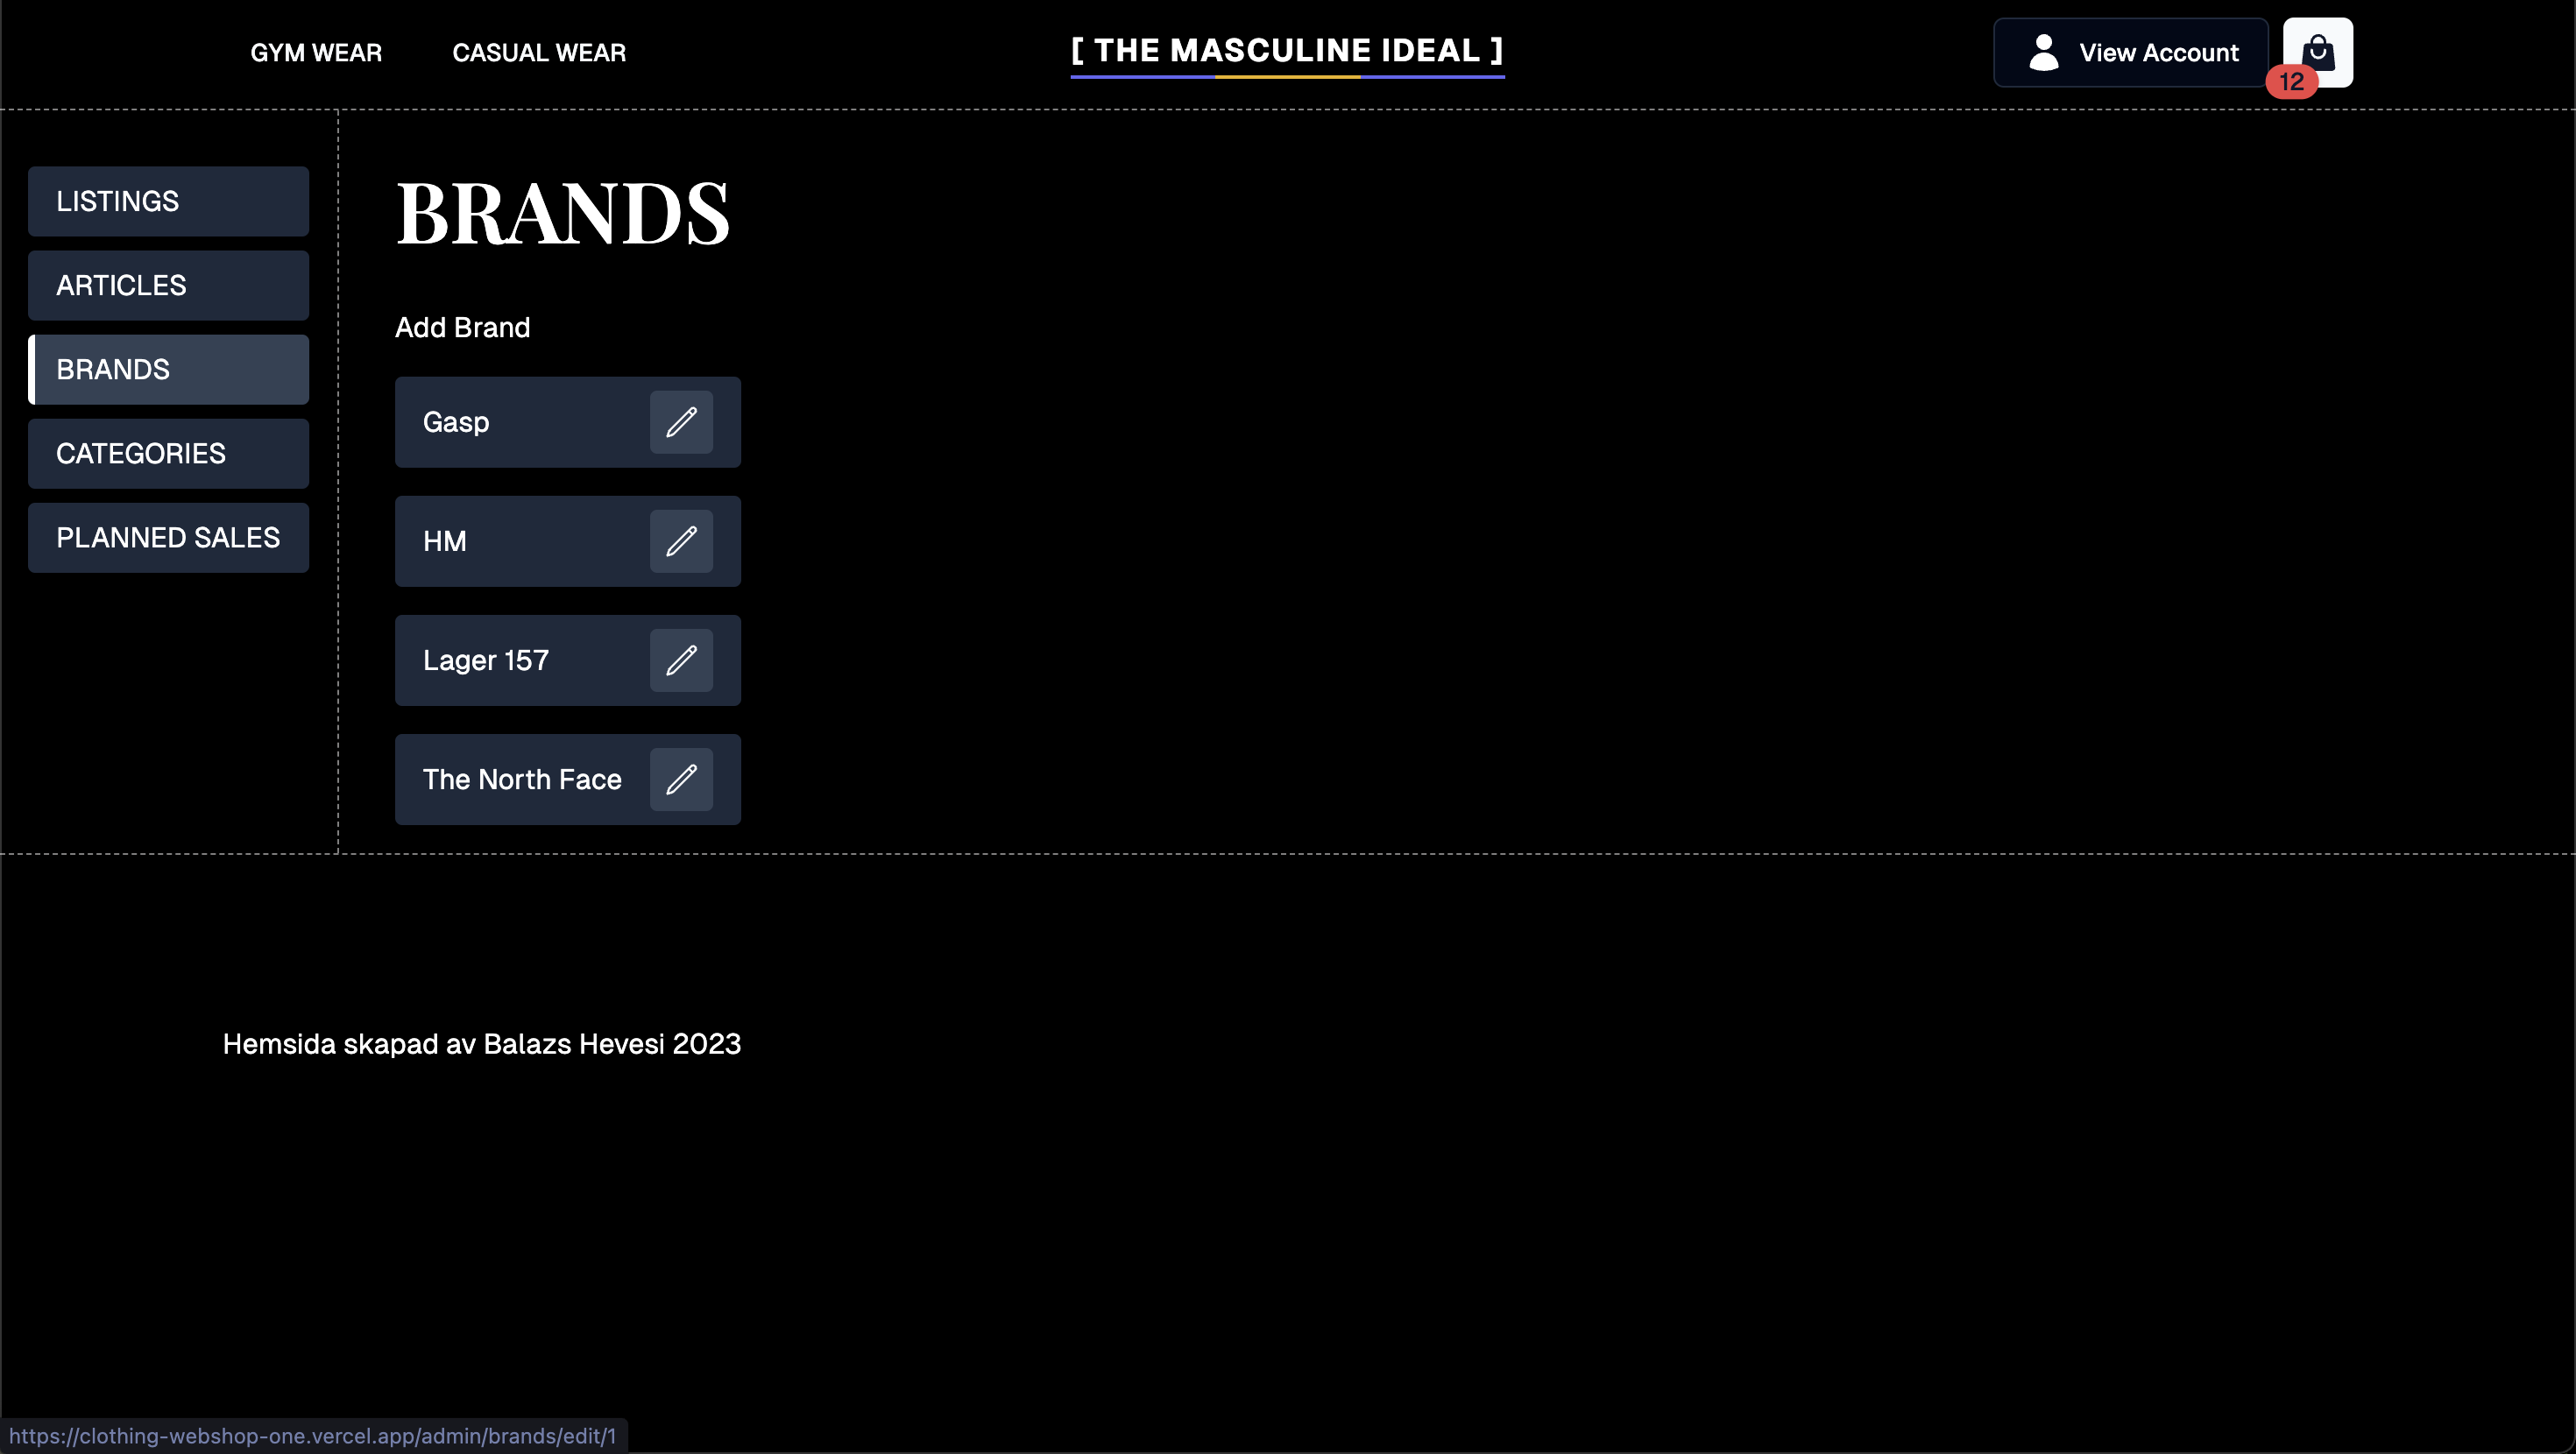 GYM WEAR
CASUAL WEAR
[ THE MASCULINE IDEAL ]
View Account
12
LISTINGS
ARTICLES
BRANDS
CATEGORIES
PLANNED SALES
BRANDS
Add Brand
Gasp
HM
Lager 157
The North Face
Hemsida skapad av Balazs Hevesi 2023
https://clothing-webshop-one.vercel.app/admin/brands/edit/1